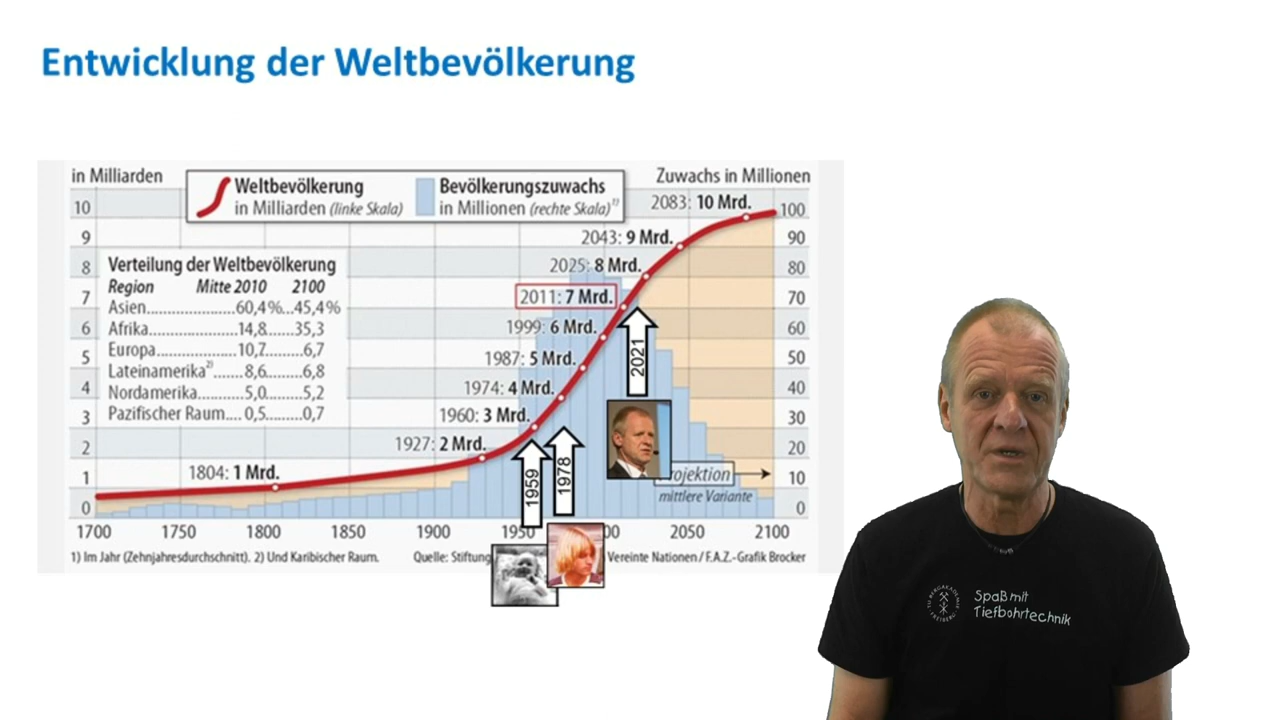 Entwicklung der Weltbevölkerung
in Milliarden
Weltbevölkerung
in Milliarden (linke Skala)
Bevölkerungszuwachs
in Millionen (rechte Skala)¹⁾
Zuwachs in Millionen
2083: 10 Mrd.
10
100
2043: 9 Mrd.
9
90
2025: 8 Mrd.
8
80
Verteilung der Weltbevölkerung
Region Mitte 2010 2100
Asien.......................60,4%...45,4%
Afrika......................14,8......35,3
Europa....................10,7........6,7
Lateinamerika²⁾......8,6........6,8
Nordamerika...........5,0........5,2
Pazifischer Raum.... 0,5........0,7
2011: 7 Mrd.
7
70
1999: 6 Mrd.
6
60
1987: 5 Mrd.
5
50
1974: 4 Mrd.
4
40
1960: 3 Mrd.
3
30
1927: 2 Mrd.
2
20
1804: 1 Mrd.
1
10
0
0
2021
1959
1978
rojektion
mittlere Variante
1700 1750 1800 1850 1900 1950 2050 2100
1) Im Jahr (Zehnjahresdurchschnitt). 2) Und Karibischer Raum.
Quelle: Stiftung Vereinte Nationen / F.A.Z.-Grafik Brocker
TU BERGAKADEMIE FREIBERG
Spaß mit
Tiefbohrtechnik